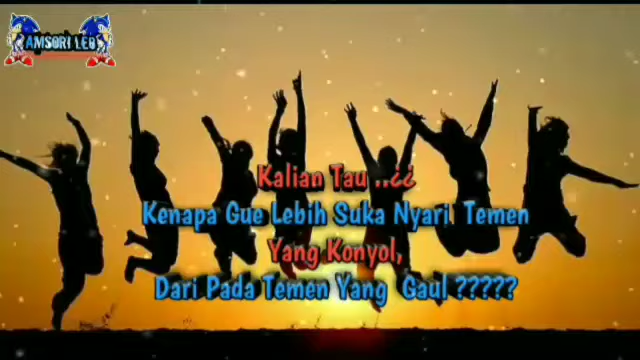 AMSORI LEO
Kalian Tau ..¿¿
Kenapa Gue Lebih Suka Nyari Temen
Yang Konyol,
Dari Pada Temen Yang Gaul ?????